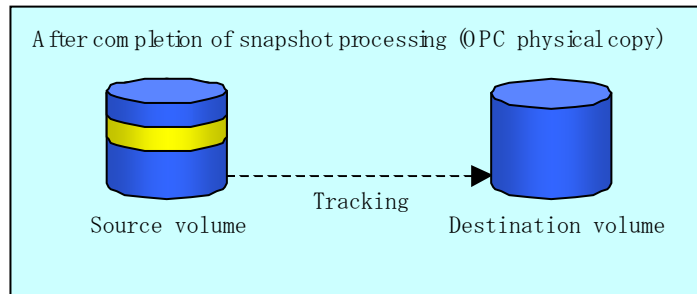 After completion of snapshot processing (OPC physical copy)
Tracking
Source volume
Destination volume